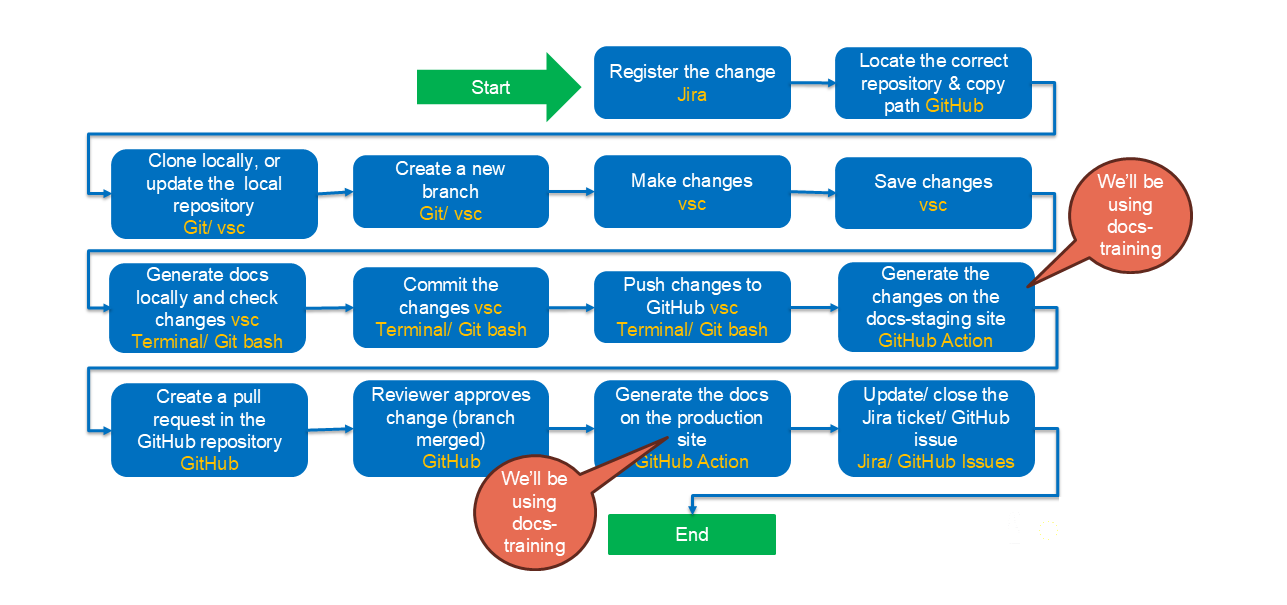 Start
Register the change
Jira
Locate the correct
repository & copy
path GitHub
Clone locally, or
update the local
repository
Git/ vsc
Create a new
branch
Git/ vsc
Make changes
vsc
Save changes
vsc
We'll be
using
docs-
training
Generate docs
locally and check
changes vsc
Terminal/ Git bash
Commit the
changes vsc
Terminal/ Git bash
Push changes to
GitHub vsc
Terminal/ Git bash
Generate the
changes on the
docs-staging site
GitHub Action
Create a pull
request in the
GitHub repository
GitHub
Reviewer approves
change (branch
merged)
GitHub
Generate the docs
on the production
site
GitHub Action
Update/ close the
Jira ticket/ GitHub
issue
Jira/ GitHub Issues
We'll be
using
docs-
training
End